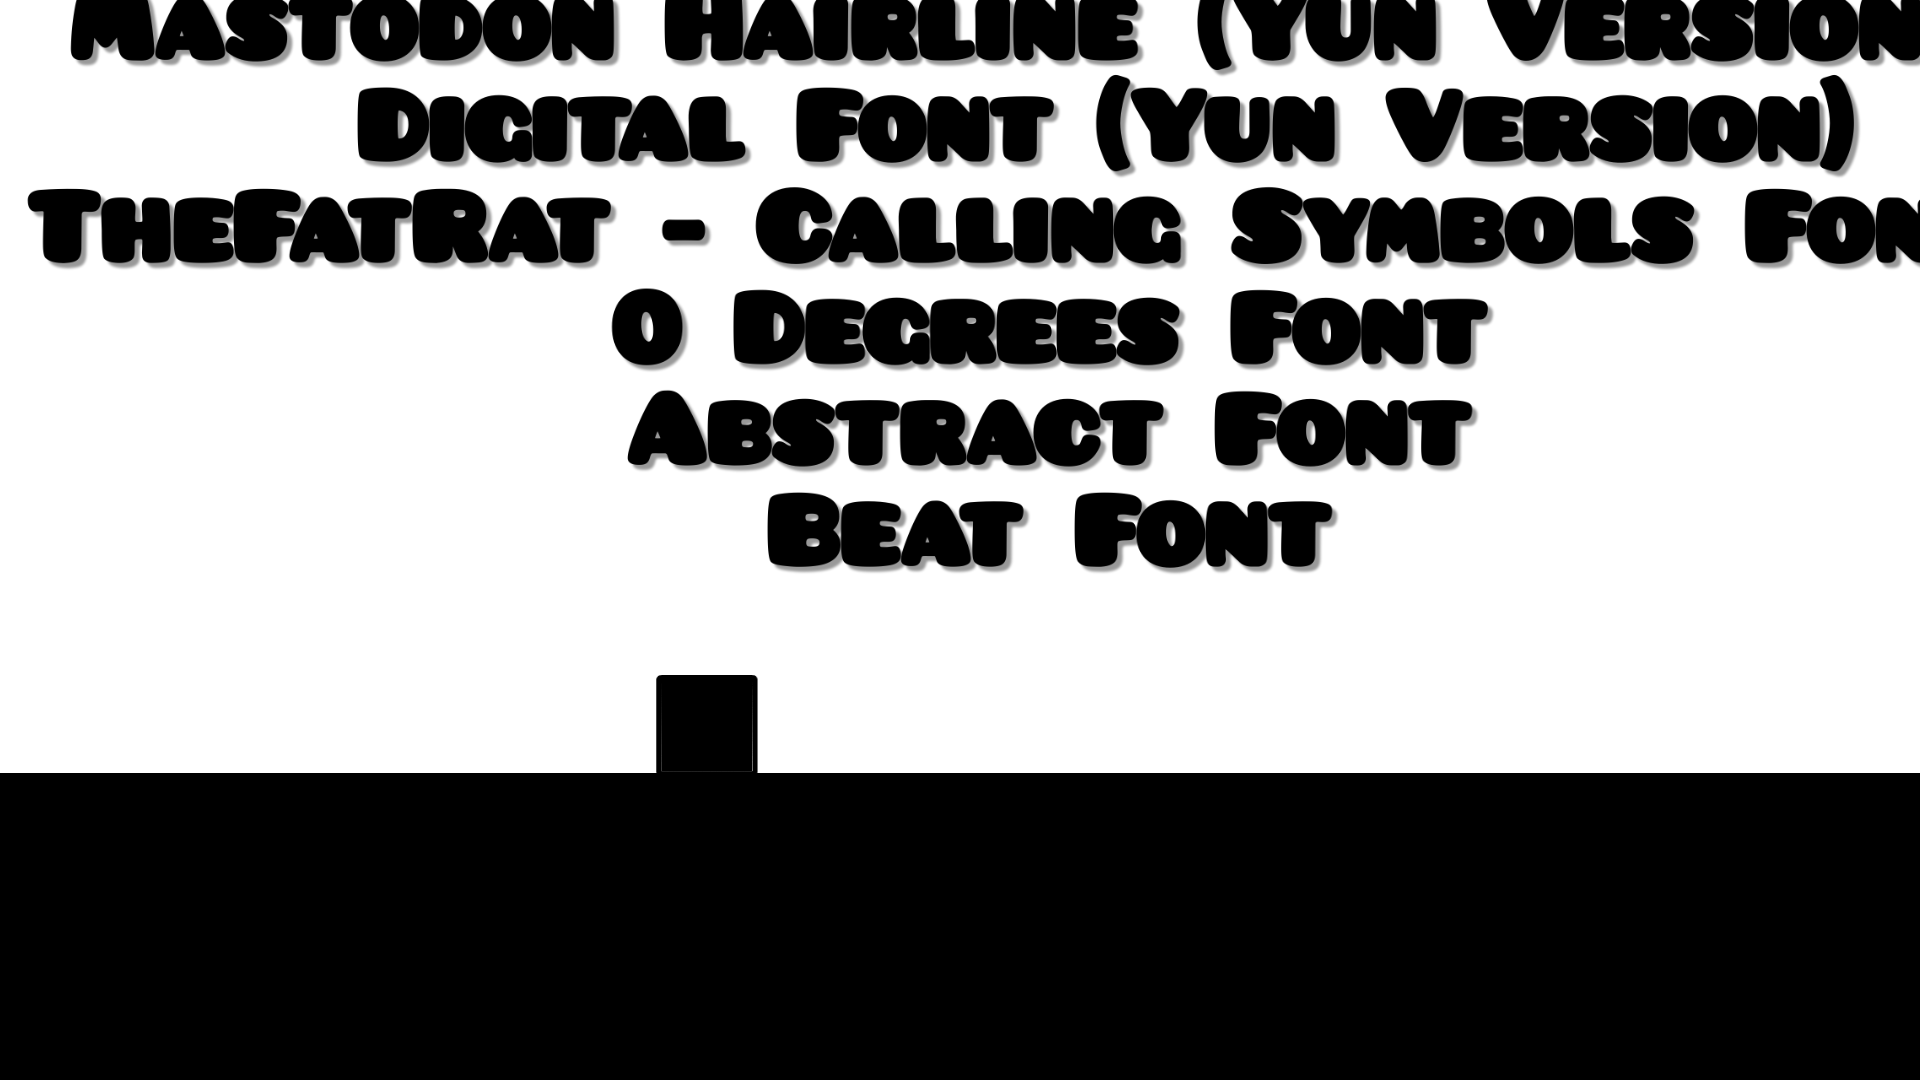 Mastodon Hairline (Yun Version
Digital Font (Yun Version)
TheFatRat - Calling Symbols Fon
0 Degrees Font
Abstract Font
Beat Font